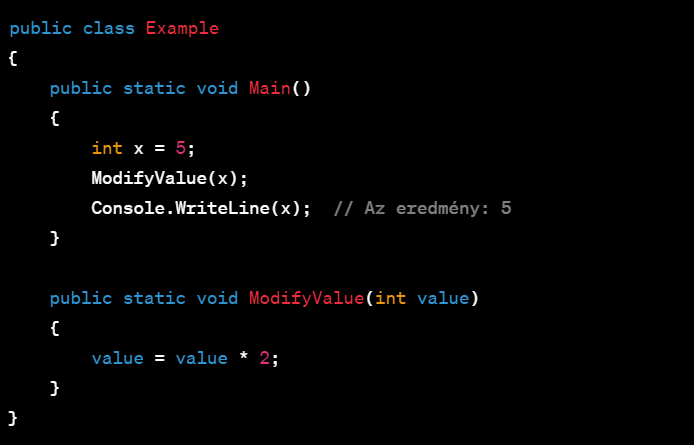 public class Example
{
    public static void Main()
    {
        int x = 5;
        ModifyValue(x);
        Console.WriteLine(x);  // Az eredmény: 5
    }

    public static void ModifyValue(int value)
    {
        value = value * 2;
    }
}